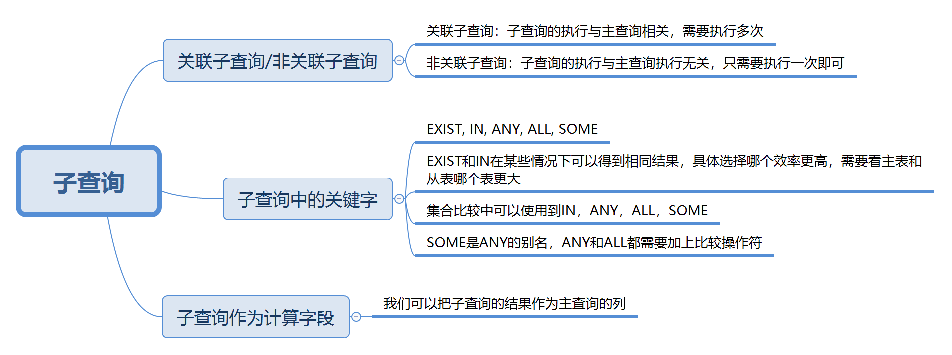 子查询
关联子查询/非关联子查询
关联子查询：子查询的执行与主查询相关，需要执行多次
非关联子查询：子查询的执行与主查询执行无关，只需要执行一次即可
子查询中的关键字
EXIST, IN, ANY, ALL, SOME
EXIST和IN在某些情况下可以得到相同结果，具体选择哪个效率更高，需要看主表和
从表哪个表更大
集合比较中可以使用到IN，ANY，ALL，SOME
SOME是ANY的别名，ANY和ALL都需要加上比较操作符
子查询作为计算字段
我们可以把子查询的结果作为主查询的列